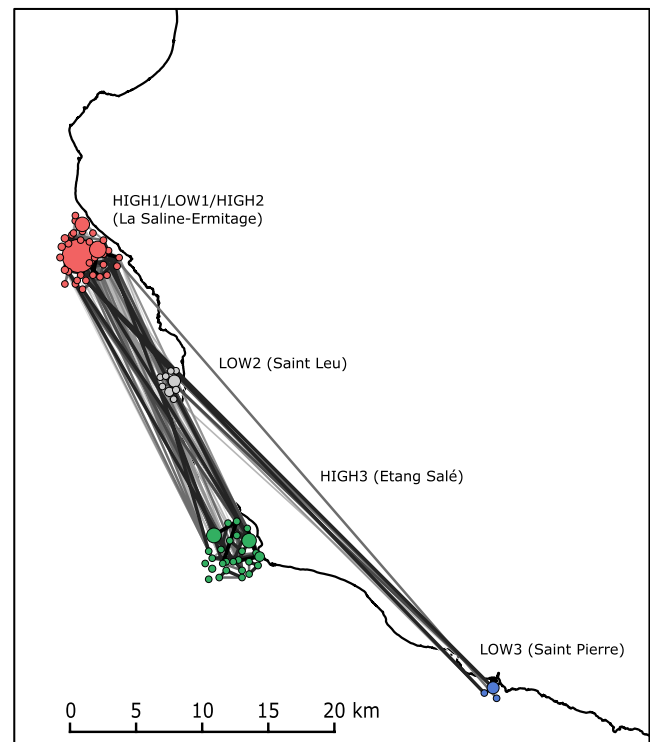 HIGH1/LOW1/HIGH2
(La Saline-Ermitage)
LOW2 (Saint Leu)
HIGH3 (Etang Salé)
LOW3 (Saint Pierre)
0 5 10 15 20 km